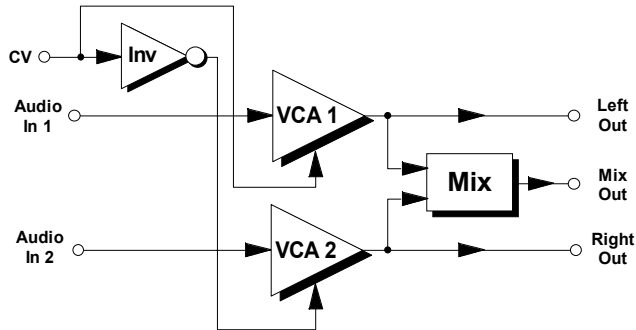 CV
Inv
Audio
In 1
VCA 1
Left
Out
Mix
Mix
Out
Audio
In 2
VCA 2
Right
Out